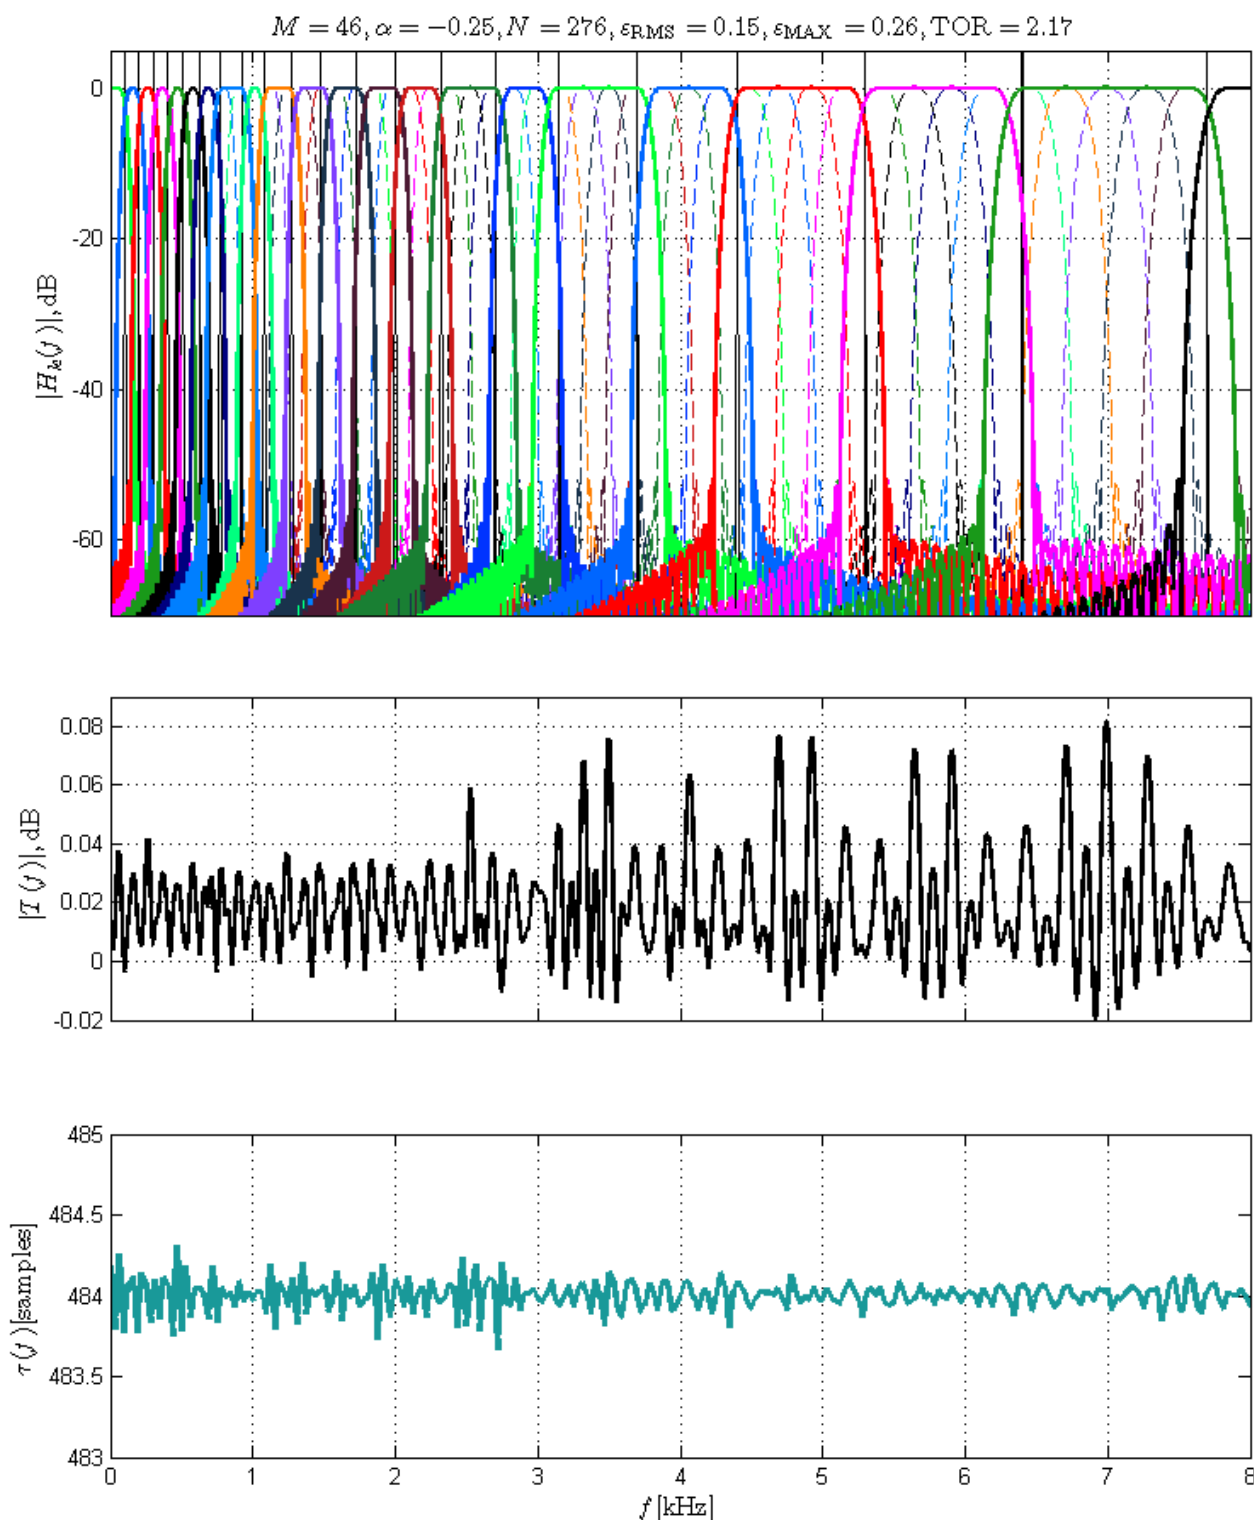 M = 46, α = −0.25, N = 276, ε_RMS = 0.15, ε_MAX = 0.26, TOR = 2.17
|H_k(f)|, dB
0
-20
-40
-60
|T(f)|, dB
0.08
0.06
0.04
0.02
0
-0.02
τ(f)[samples]
485
484.5
484
483.5
483
0 1 2 3 4 5 6 7 8
f [kHz]